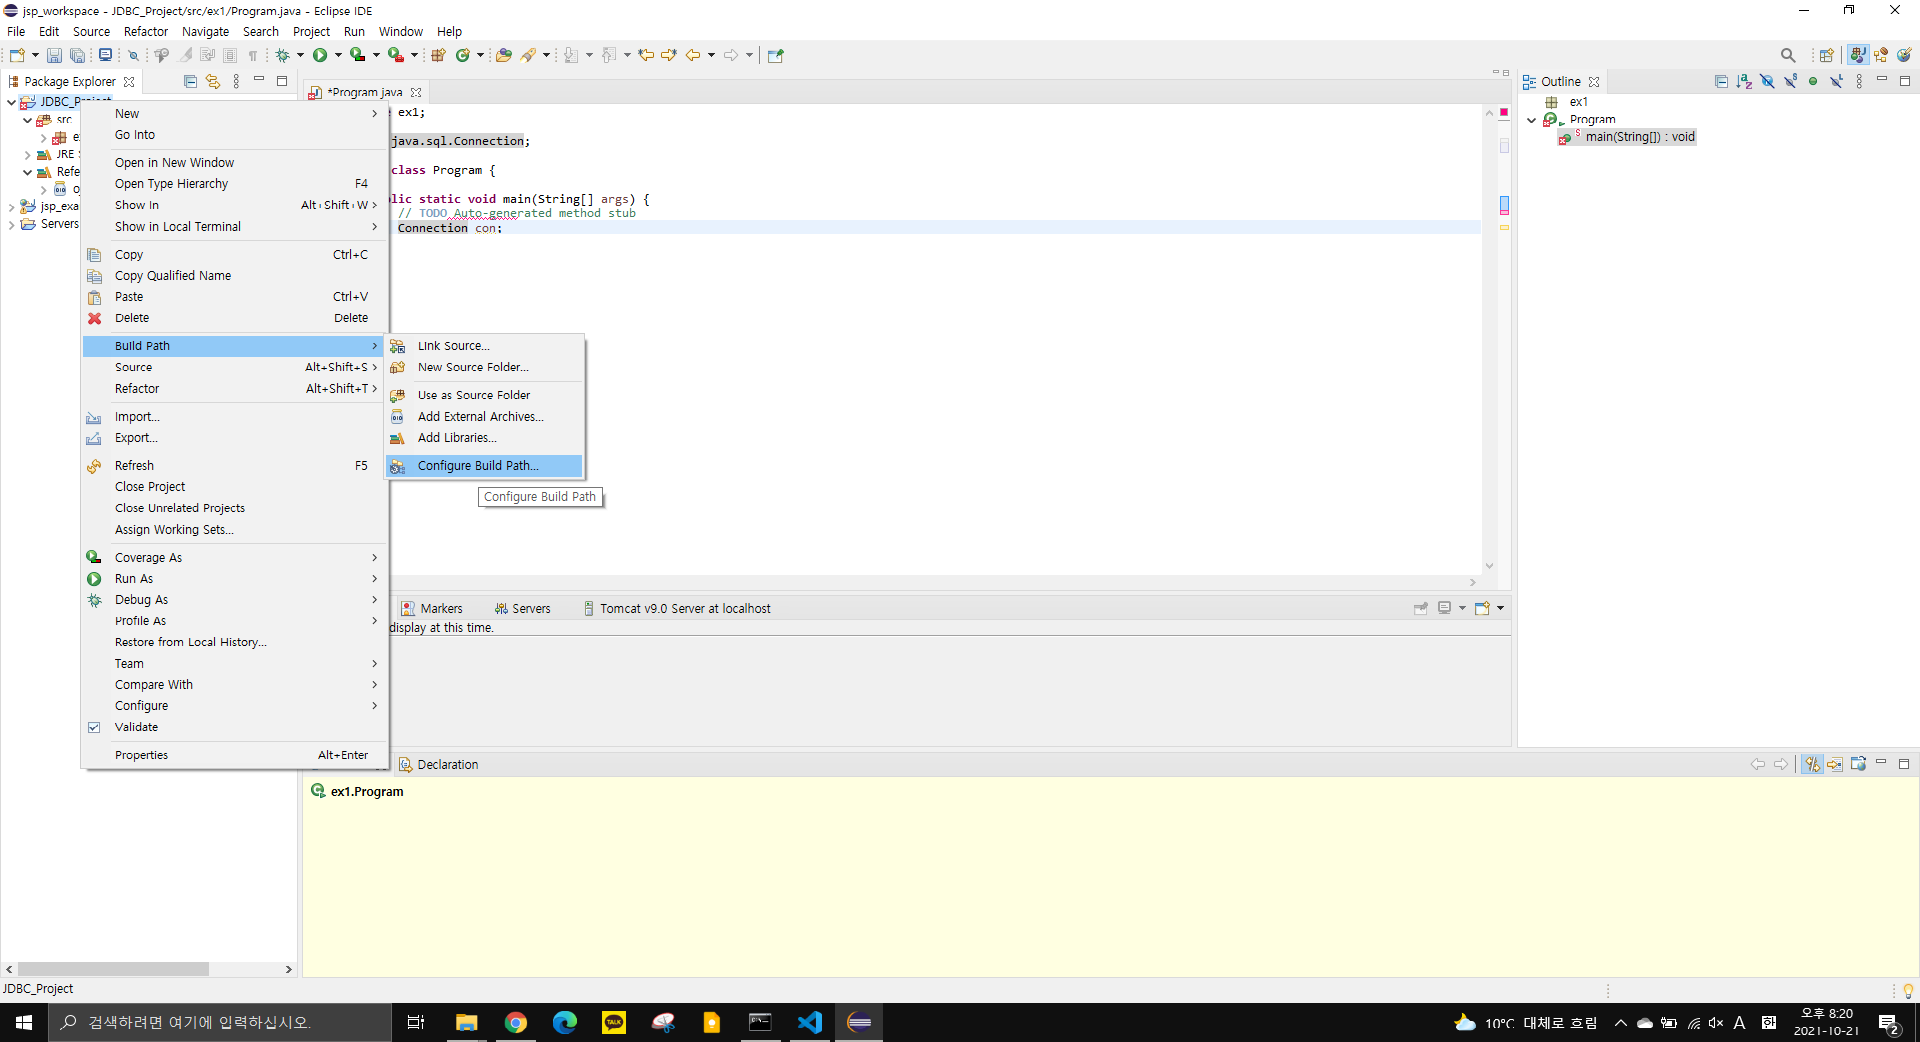 jsp_workspace - JDBC_Project/src/ex1/Program.java - Eclipse IDE
File Edit Source Refactor Navigate Search Project Run Window Help
Package Explorer
*Program.java
Outline
JDBC_Project
src
JRE
Refe
jsp_exa
Servers
New
Go Into
Open in New Window
Open Type Hierarchy F4
Show In Alt+Shift+W >
Show in Local Terminal
Copy Ctrl+C
Copy Qualified Name
Paste Ctrl+V
Delete Delete
Build Path
Source Alt+Shift+S >
Refactor Alt+Shift+T >
Import...
Export...
Refresh F5
Close Project
Close Unrelated Projects
Assign Working Sets...
Coverage As
Run As
Debug As
Profile As
Restore from Local History...
Team
Compare With
Configure
Validate
Properties Alt+Enter
Link Source...
New Source Folder...
Use as Source Folder
Add External Archives...
Add Libraries...
Configure Build Path...
Configure Build Path
ex1;
java.sql.Connection;
class Program {
lic static void main(String[] args) {
// TODO Auto-generated method stub
Connection con;
ex1
Program
main(String[]) : void
Markers Servers Tomcat v9.0 Server at localhost
display at this time.
Declaration
ex1.Program
JDBC_Project
검색하려면 여기에 입력하십시오.
TALK
10°C 대체로 흐림
A
오후 8:20
2021-10-21
2